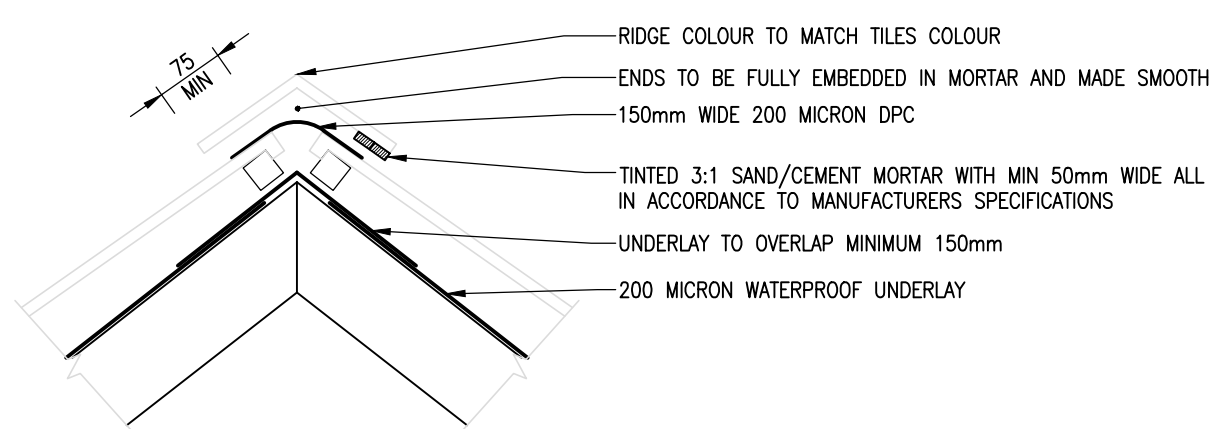 75
MIN
RIDGE COLOUR TO MATCH TILES COLOUR
ENDS TO BE FULLY EMBEDDED IN MORTAR AND MADE SMOOTH
150mm WIDE 200 MICRON DPC
TINTED 3:1 SAND/CEMENT MORTAR WITH MIN 50mm WIDE ALL
IN ACCORDANCE TO MANUFACTURERS SPECIFICATIONS
UNDERLAY TO OVERLAP MINIMUM 150mm
200 MICRON WATERPROOF UNDERLAY